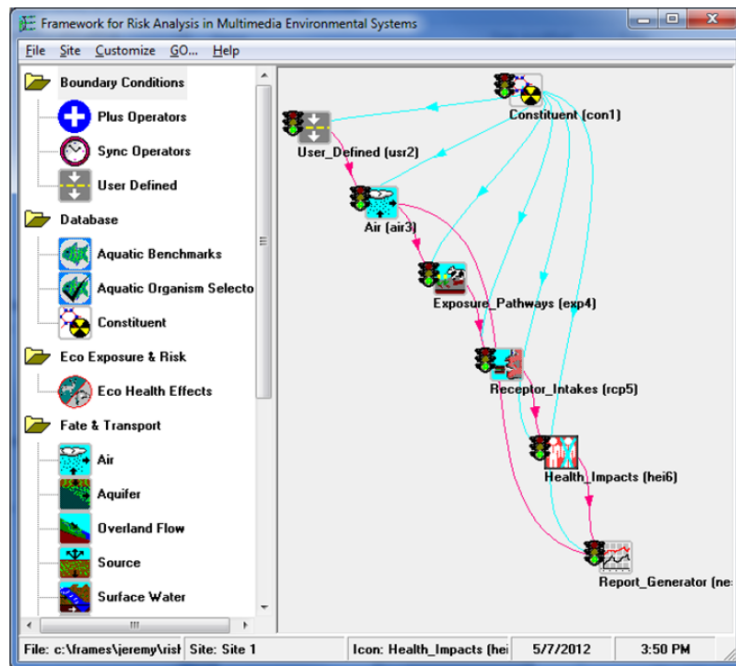 Framework for Risk Analysis in Multimedia Environmental Systems
File Site Customize GO... Help
Boundary Conditions
Plus Operators
Sync Operators
User Defined
Database
Aquatic Benchmarks
Aquatic Organism Selecto
Constituent
Eco Exposure & Risk
Eco Health Effects
Fate & Transport
Air
Aquifer
Overland Flow
Source
Surface Water
Constituent (con1)
User_Defined (usr2)
Air (air3)
Exposure_Pathways (exp4)
Receptor_Intakes (rcp5)
Health_Impacts (hei6)
Report_Generator (nes
File: c:\frames\jeremy\rish Site: Site 1 Icon: Health_Impacts (hei 5/7/2012 3:50 PM